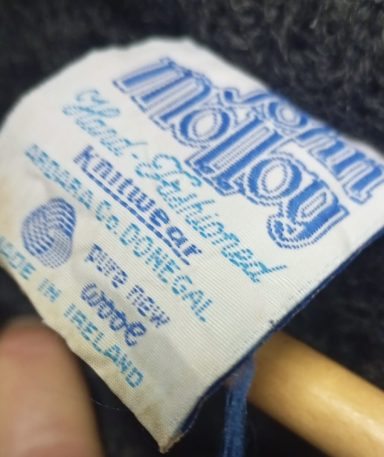 John
Molloy
Hand-Fashioned
Knitwear
ARDARA, CO. DONEGAL
pure new
wool
MADE IN IRELAND